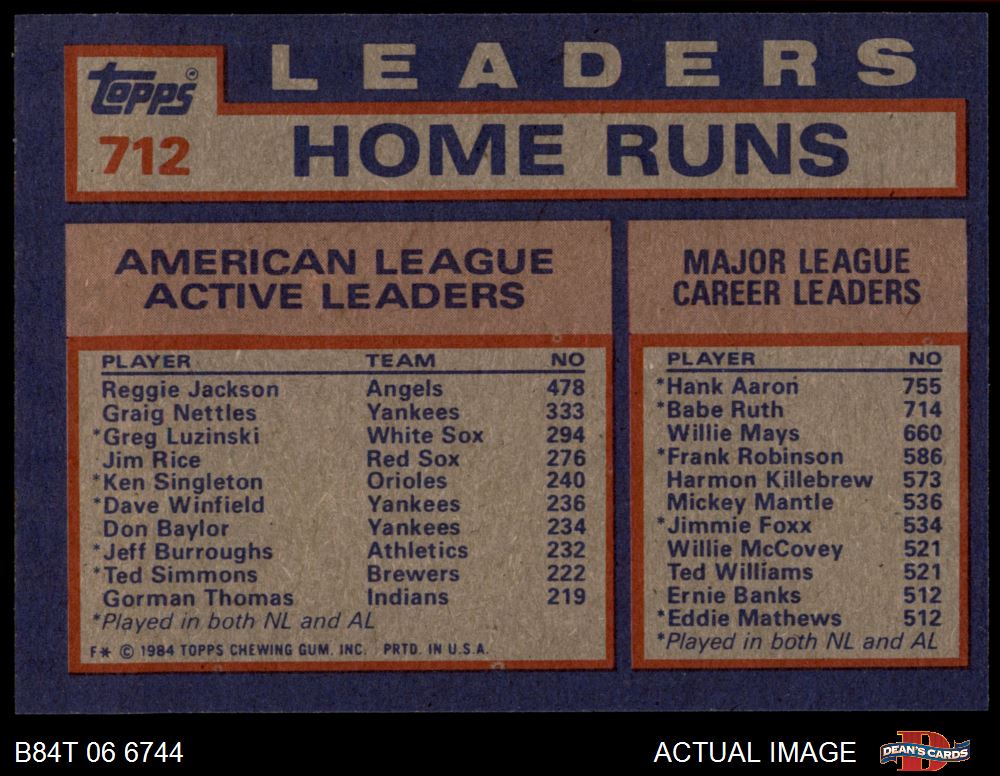 LEADERS
Topps®
712
HOME RUNS
AMERICAN LEAGUE
ACTIVE LEADERS
PLAYER TEAM NO
Reggie Jackson Angels 478
Graig Nettles Yankees 333
*Greg Luzinski White Sox 294
Jim Rice Red Sox 276
*Ken Singleton Orioles 240
*Dave Winfield Yankees 236
Don Baylor Yankees 234
*Jeff Burroughs Athletics 232
*Ted Simmons Brewers 222
Gorman Thomas Indians 219
*Played in both NL and AL
F* © 1984 TOPPS CHEWING GUM, INC. PRTD. IN U.S.A.
MAJOR LEAGUE
CAREER LEADERS
PLAYER NO
*Hank Aaron 755
*Babe Ruth 714
Willie Mays 660
*Frank Robinson 586
Harmon Killebrew 573
Mickey Mantle 536
*Jimmie Foxx 534
Willie McCovey 521
Ted Williams 521
Ernie Banks 512
*Eddie Mathews 512
*Played in both NL and AL
B84T 06 6744
ACTUAL IMAGE
D
DEAN'S CARDS